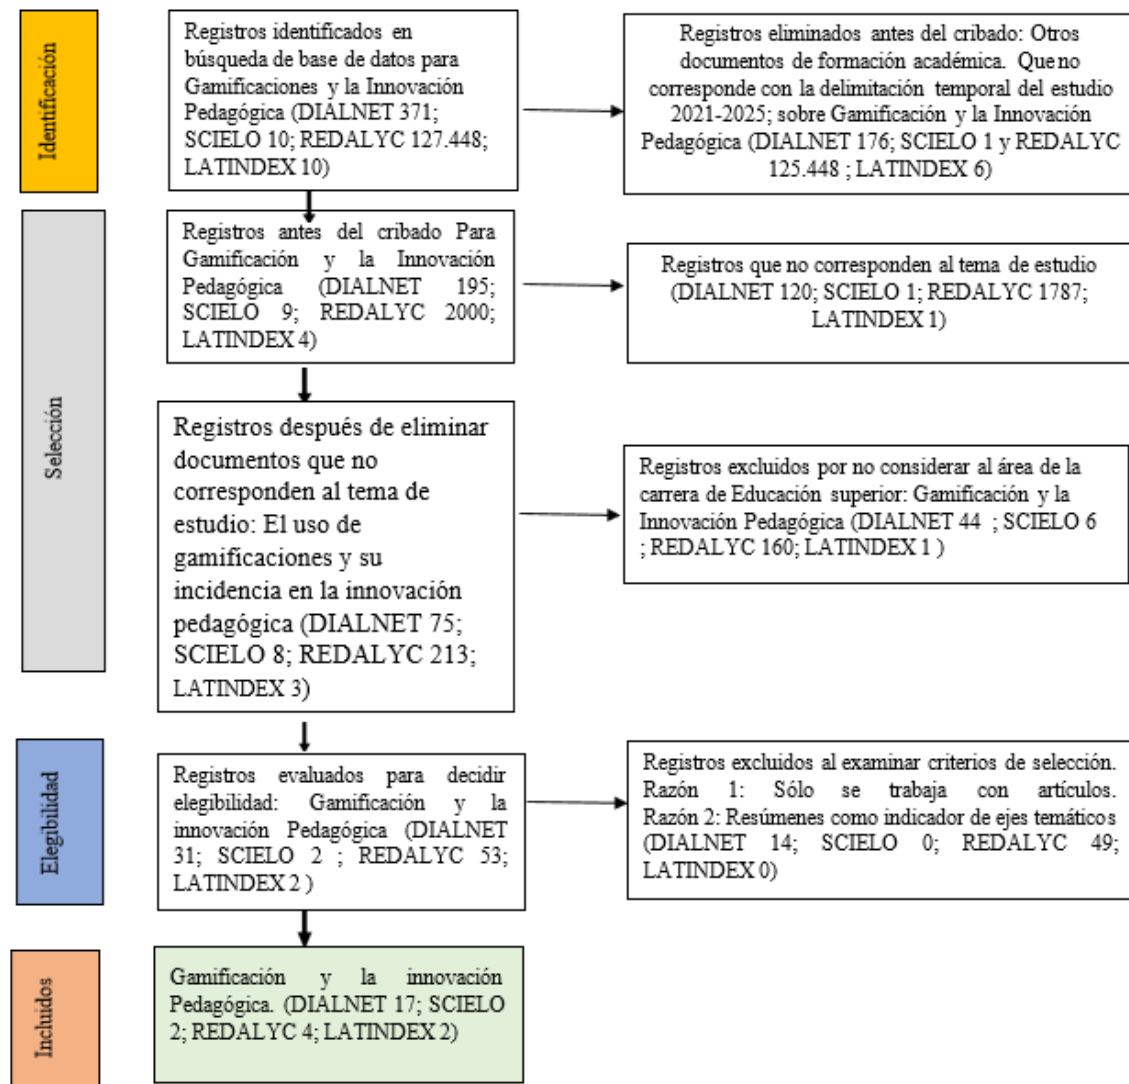 Identificación
Registros identificados en
búsqueda de base de datos para
Gamificaciones y la Innovación
Pedagógica (DIALNET 371;
SCIELO 10; REDALYC 127.448;
LATINDEX 10)
Registros eliminados antes del cribado: Otros
documentos de formación académica. Que no
corresponde con la delimitación temporal del estudio
2021-2025; sobre Gamificación y la Innovación
Pedagógica (DIALNET 176; SCIELO 1 y REDALYC
125.448 ; LATINDEX 6)
Selección
Registros antes del cribado Para
Gamificación y la Innovación
Pedagógica (DIALNET 195;
SCIELO 9; REDALYC 2000;
LATINDEX 4)
Registros que no corresponden al tema de estudio
(DIALNET 120; SCIELO 1; REDALYC 1787;
LATINDEX 1)
Registros después de eliminar
documentos que no
corresponden al tema de
estudio: El uso de
gamificaciones y su
incidencia en la innovación
pedagógica (DIALNET 75;
SCIELO 8; REDALYC 213;
LATINDEX 3)
Registros excluidos por no considerar al área de la
carrera de Educación superior: Gamificación y la
Innovación Pedagógica (DIALNET 44 ; SCIELO 6
; REDALYC 160; LATINDEX 1 )
Elegibilidad
Registros evaluados para decidir
elegibilidad: Gamificación y la
innovación Pedagógica (DIALNET
31; SCIELO 2 ; REDALYC 53;
LATINDEX 2 )
Registros excluidos al examinar criterios de selección.
Razón 1: Sólo se trabaja con artículos.
Razón 2: Resúmenes como indicador de ejes temáticos
(DIALNET 14; SCIELO 0; REDALYC 49;
LATINDEX 0)
Incluidos
Gamificación y la innovación
Pedagógica. (DIALNET 17; SCIELO
2; REDALYC 4; LATINDEX 2)